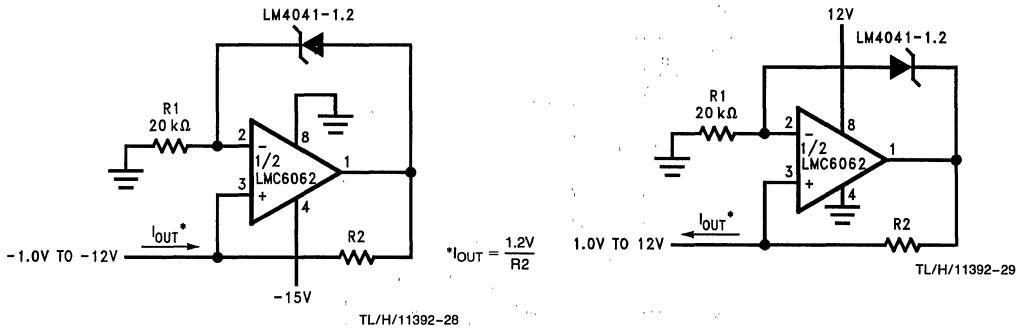 LM4041-1.2
R1
20 kΩ
2
−
8
1/2
LMC6062
1
3
+
4
IOUT*
R2
-1.0V TO -12V
-15V
TL/H/11392-28
*IOUT = 1.2V
R2
12V
LM4041-1.2
R1
20 kΩ
2
−
8
1/2
LMC6062
1
3
+
4
IOUT*
R2
1.0V TO 12V
TL/H/11392-29